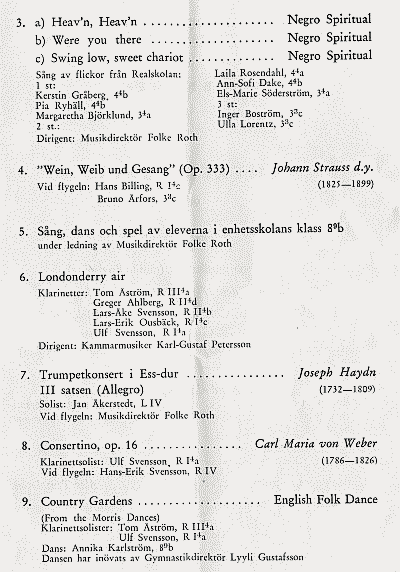 3. a) Heav'n, Heav'n ..................... Negro Spiritual
b) Were you there ..................... Negro Spiritual
c) Swing low, sweet chariot .............. Negro Spiritual
Sång av flickor från Realskolan:
1 st:
Kerstin Gråberg, 4⁴b
Pia Ryhäll, 4⁴b
Margaretha Björklund, 3⁴a
2 st.:
Laila Rosendahl, 4⁴a
Ann-Sofi Dake, 4⁴b
Els-Marie Söderström, 3⁴a
3 st:
Inger Boström, 3³c
Ulla Lorentz, 3³c
Dirigent: Musikdirektör Folke Roth
4. "Wein, Weib und Gesang" (Op. 333) .... Johann Strauss d.y.
Vid flygeln: Hans Billing, R I⁴c (1825—1899)
Bruno Arfors, 3³c
5. Sång, dans och spel av eleverna i enhetsskolans klass 8⁹b
under ledning av Musikdirektör Folke Roth
6. Londonderry air
Klarinetter: Tom Åström, R III⁴a
Greger Ahlberg, R II⁴d
Lars-Åke Svensson, R II⁴b
Lars-Erik Ousbäck, R I⁴c
Ulf Svensson, R I⁴a
Dirigent: Kammarmusiker Karl-Gustaf Petersson
7. Trumpetkonsert i Ess-dur ................ Joseph Haydn
III satsen (Allegro) (1732—1809)
Solist: Jan Åkerstedt, L IV
Vid flygeln: Musikdirektör Folke Roth
8. Consertino, op. 16 ................ Carl Maria von Weber
Klarinettsolist: Ulf Svensson, R I⁴a (1786—1826)
Vid flygeln: Hans-Erik Svensson, R IV
9. Country Gardens .................... English Folk Dance
(From the Morris Dances)
Klarinettsolister: Tom Åström, R III⁴a
Ulf Svensson, R I⁴a
Dans: Annika Karlström, 8⁹b
Dansen har inövats av Gymnastikdirektör Lyyli Gustafsson